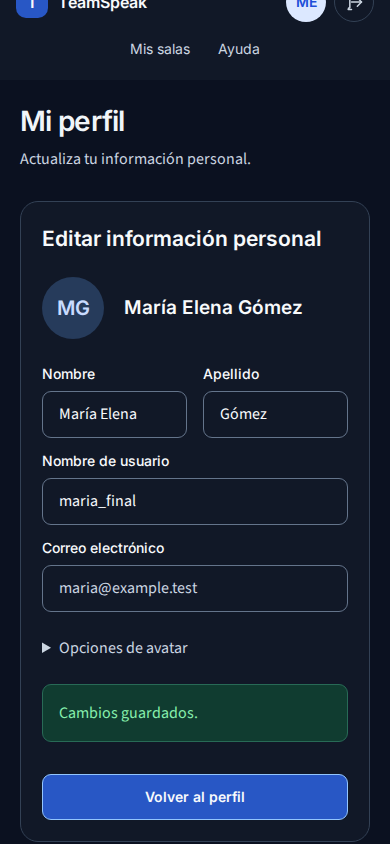 T TeamSpeak ME
Mis salas Ayuda
Mi perfil
Actualiza tu información personal.
Editar información personal
MG María Elena Gómez
Nombre Apellido
María Elena Gómez
Nombre de usuario
maria_final
Correo electrónico
maria@example.test
Opciones de avatar
Cambios guardados.
Volver al perfil